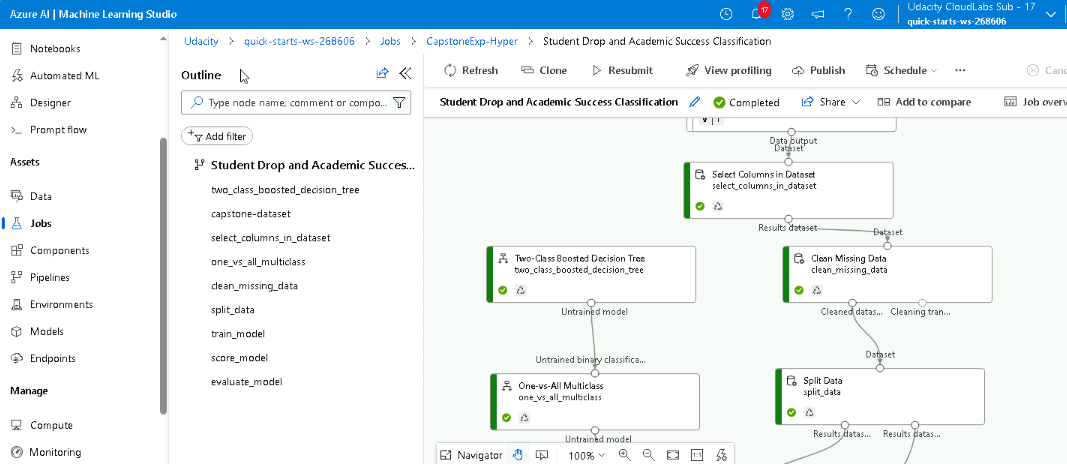 Azure AI | Machine Learning Studio
17
Udacity CloudLabs Sub - 17
quick-starts-ws-268606
Udacity > quick-starts-ws-268606 > Jobs > CapstoneExp-Hyper > Student Drop and Academic Success Classification
Notebooks
Automated ML
Designer
Prompt flow
Assets
Data
Jobs
Components
Pipelines
Environments
Models
Endpoints
Manage
Compute
Monitoring
Outline
Type node name, comment or compo...
Add filter
Student Drop and Academic Succes...
two_class_boosted_decision_tree
capstone-dataset
select_columns_in_dataset
one_vs_all_multiclass
clean_missing_data
split_data
train_model
score_model
evaluate_model
Refresh
Clone
Resubmit
View profiling
Publish
Schedule
...
Canc
Student Drop and Academic Success Classification
Completed
Share
Add to compare
Job overv
Data output
Dataset
Select Columns in Dataset
select_columns_in_dataset
Results dataset
Dataset
Two-Class Boosted Decision Tree
two_class_boosted_decision_tree
Untrained model
Clean Missing Data
clean_missing_data
Cleaned datas...
Cleaning tran...
Untrained binary classifica...
Dataset
One-vs-All Multiclass
one_vs_all_multiclass
Untrained model
Split Data
split_data
Results datas...
Results datas...
Navigator
100%
1:1